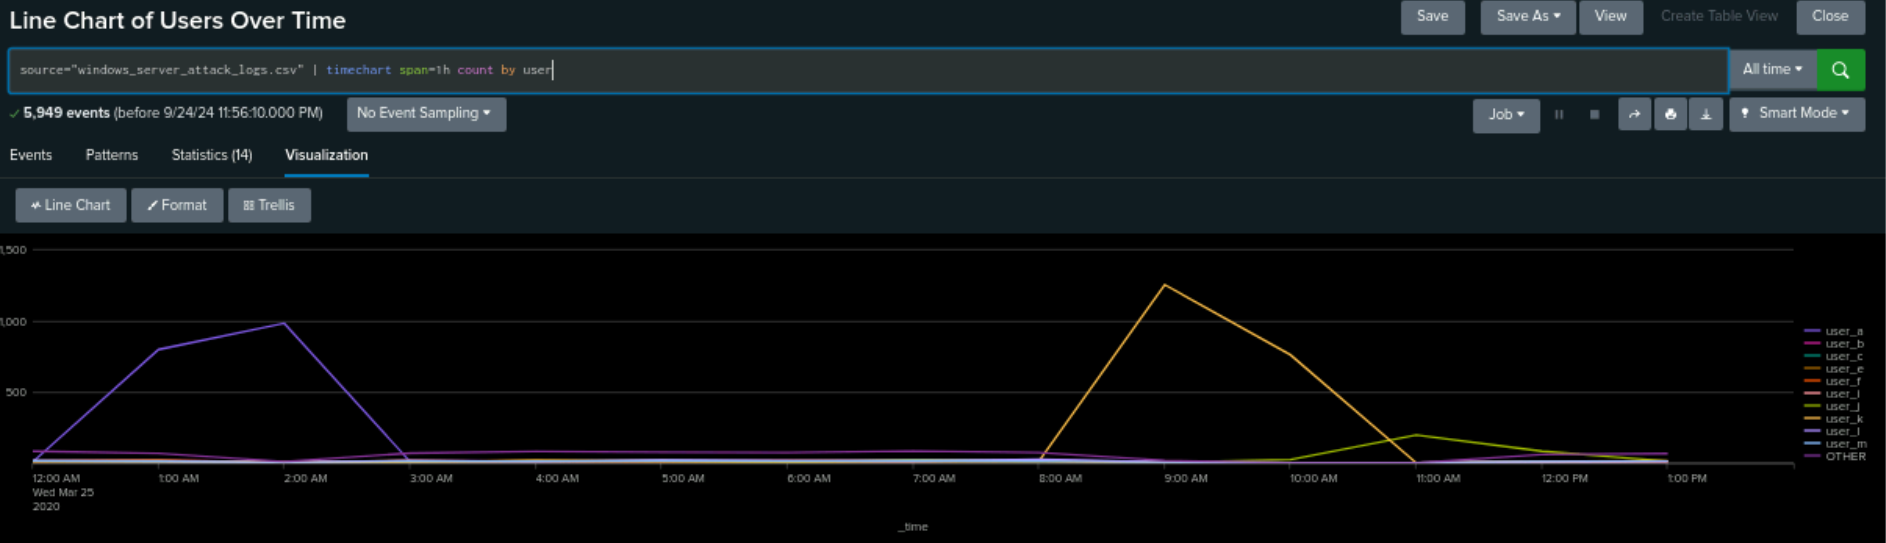 Line Chart of Users Over Time
Save
Save As
View
Create Table View
Close
source="windows_server_attack_logs.csv" | timechart span=1h count by user
All time
5,949 events (before 9/24/24 11:56:10.000 PM)
No Event Sampling
Job
Smart Mode
Events
Patterns
Statistics (14)
Visualization
Line Chart
Format
Trellis
1,500
1,000
500
12:00 AM
Wed Mar 25
2020
1:00 AM
2:00 AM
3:00 AM
4:00 AM
5:00 AM
6:00 AM
7:00 AM
8:00 AM
9:00 AM
10:00 AM
11:00 AM
12:00 PM
1:00 PM
_time
user_a
user_b
user_c
user_e
user_f
user_i
user_j
user_k
user_l
user_m
OTHER